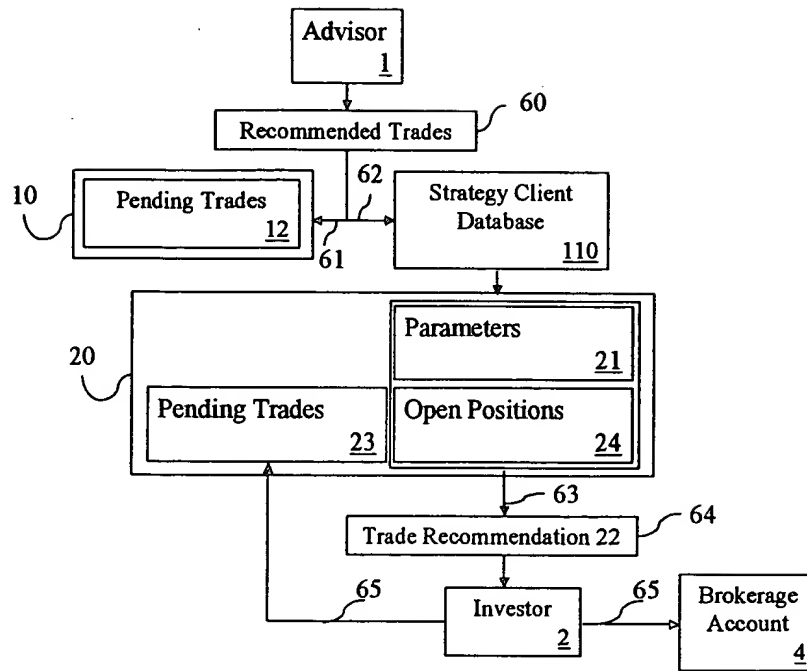 Advisor
1
60
Recommended Trades
10
Pending Trades
12
61
62
Strategy Client
Database
110
20
Parameters
21
Pending Trades
23
Open Positions
24
63
64
Trade Recommendation 22
65
Investor
2
65
Brokerage
Account
4